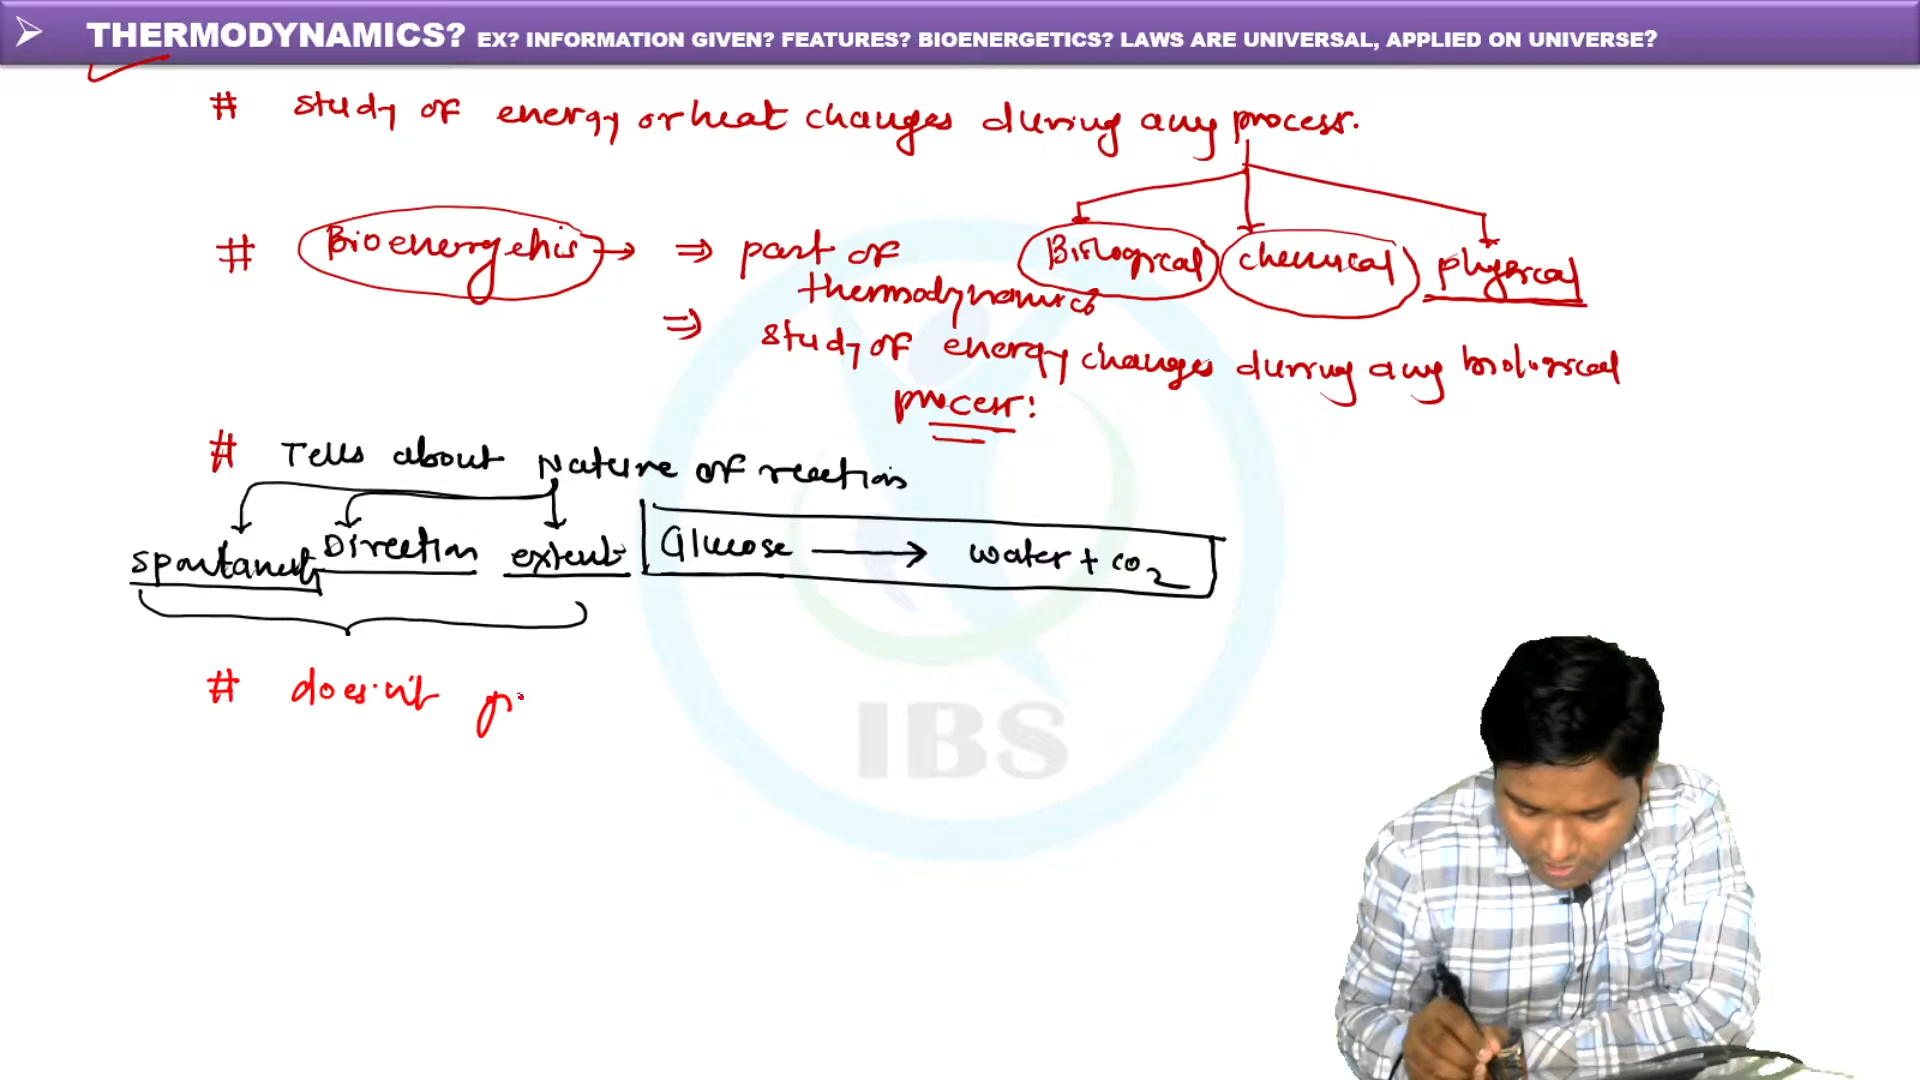 THERMODYNAMICS? EX? INFORMATION GIVEN? FEATURES? BIOENERGETICS? LAWS ARE UNIVERSAL, APPLIED ON UNIVERSE?
# study of energy or heat changes during any process.
Biological chemical physical
# Bioenergetics → ⇒ part of
thermodynamics
⇒ study of energy changes during any biological
process:
# Tells about Nature of reaction
spontaneity Direction extent
Glucose → water + CO2
# doesn't gi
IBS